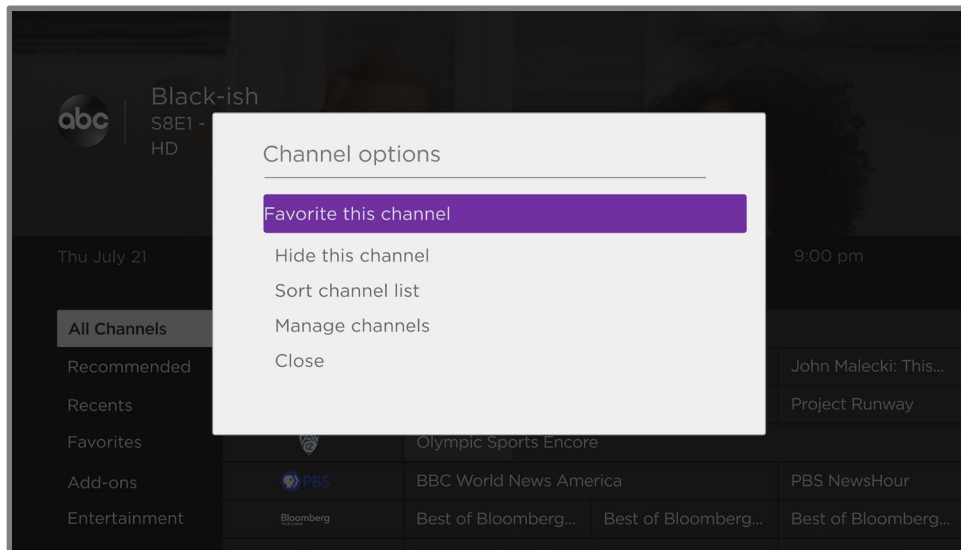 abc
Black-ish
S8E1 -
HD
Channel options
Favorite this channel
Hide this channel
Sort channel list
Manage channels
Close
Thu July 21
9:00 pm
All Channels
Recommended
John Malecki: This...
Recents
Project Runway
Favorites
12
Olympic Sports Encore
Add-ons
PBS
BBC World News America
PBS NewsHour
Entertainment
Bloomberg
Best of Bloomberg...
Best of Bloomberg...
Best of Bloomberg...